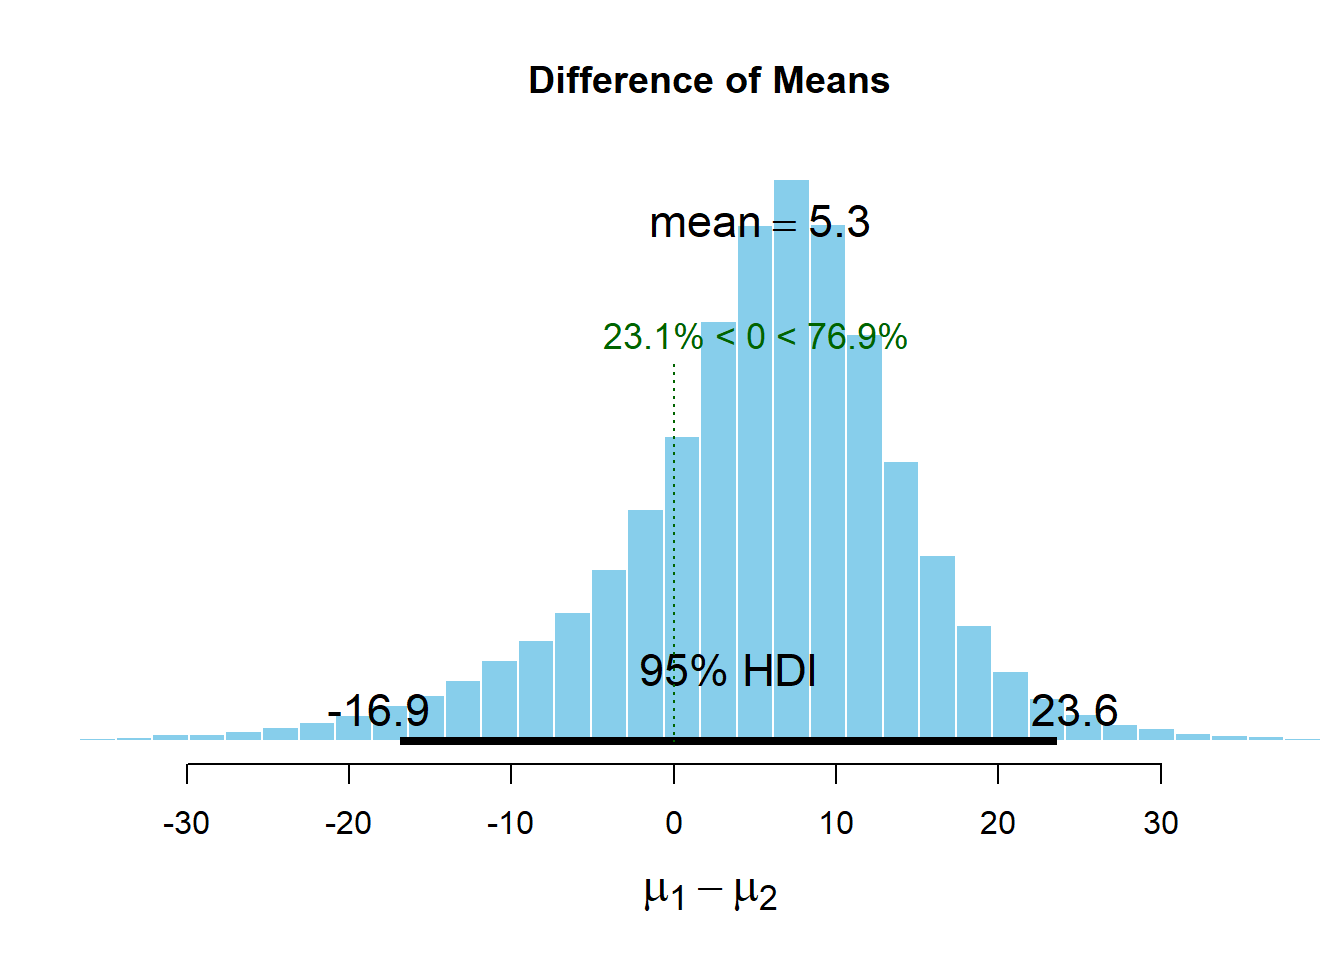 Difference of Means
mean = 5.3
23.1% < 0 < 76.9%
95% HDI
-16.9 23.6
-30 -20 -10 0 10 20 30
μ1 − μ2